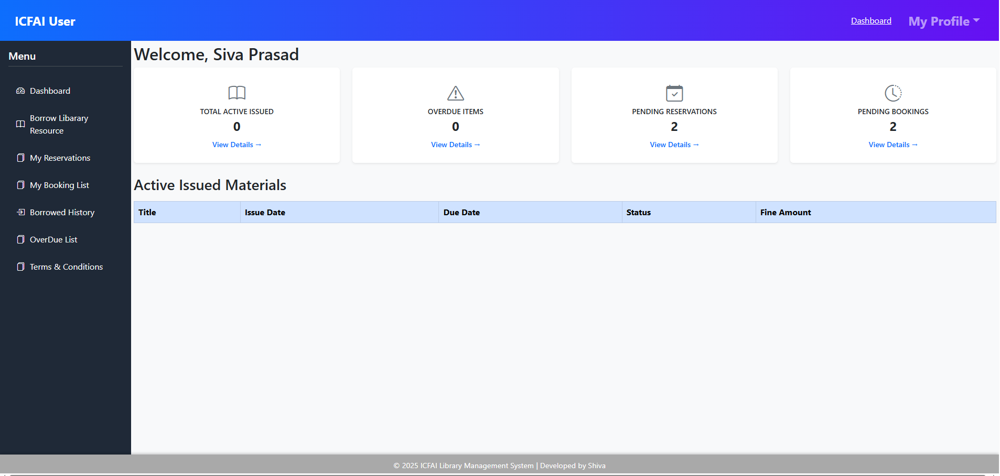 ICFAI User
Dashboard
My Profile
Menu
Dashboard
Borrow Libarary
Resource
My Reservations
My Booking List
Borrowed History
OverDue List
Terms & Conditions
Welcome, Siva Prasad
TOTAL ACTIVE ISSUED
0
View Details →
OVERDUE ITEMS
0
View Details →
PENDING RESERVATIONS
2
View Details →
PENDING BOOKINGS
2
View Details →
Active Issued Materials
Title Issue Date Due Date Status Fine Amount
© 2025 ICFAI Library Management System | Developed by Shiva